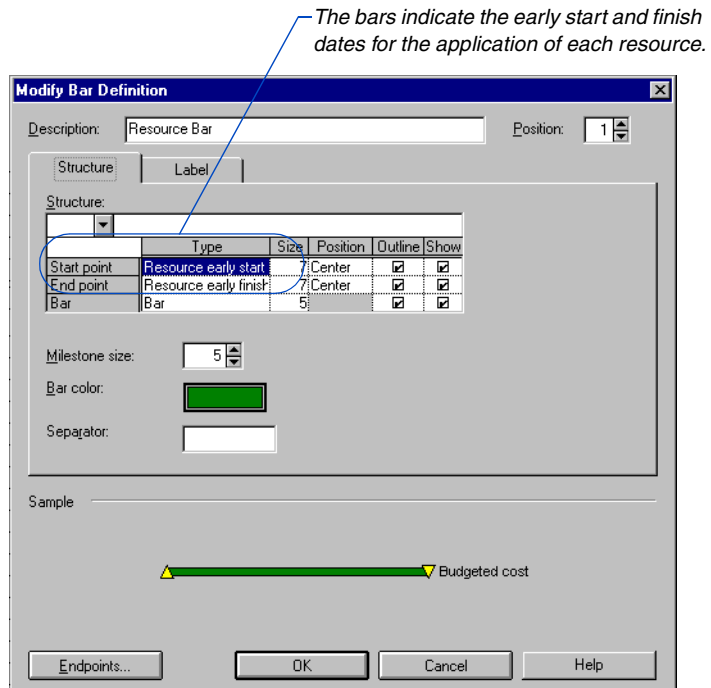 The bars indicate the early start and finish
dates for the application of each resource.
Modify Bar Definition
Description: Resource Bar Position: 1
Structure Label
Structure:
Type Size Position Outline Show
Start point Resource early start 7 Center
End point Resource early finish 7 Center
Bar Bar 5
Milestone size: 5
Bar color:
Separator:
Sample
Budgeted cost
Endpoints... OK Cancel Help